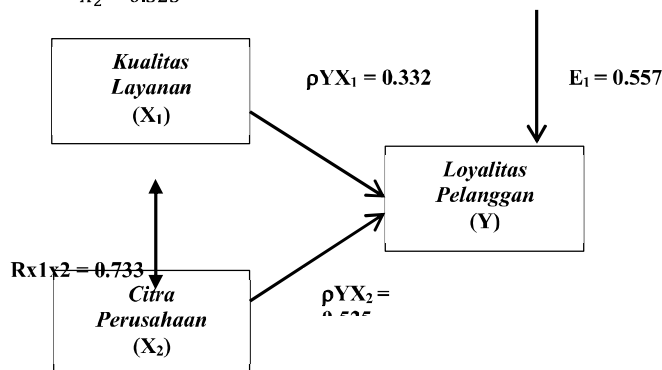 Kualitas
Layanan
(X₁)
ρYX₁ = 0.332
E₁ = 0.557
Loyalitas
Pelanggan
(Y)
Rx1x2 = 0.733
Citra
Perusahaan
(X₂)
ρYX₂ =